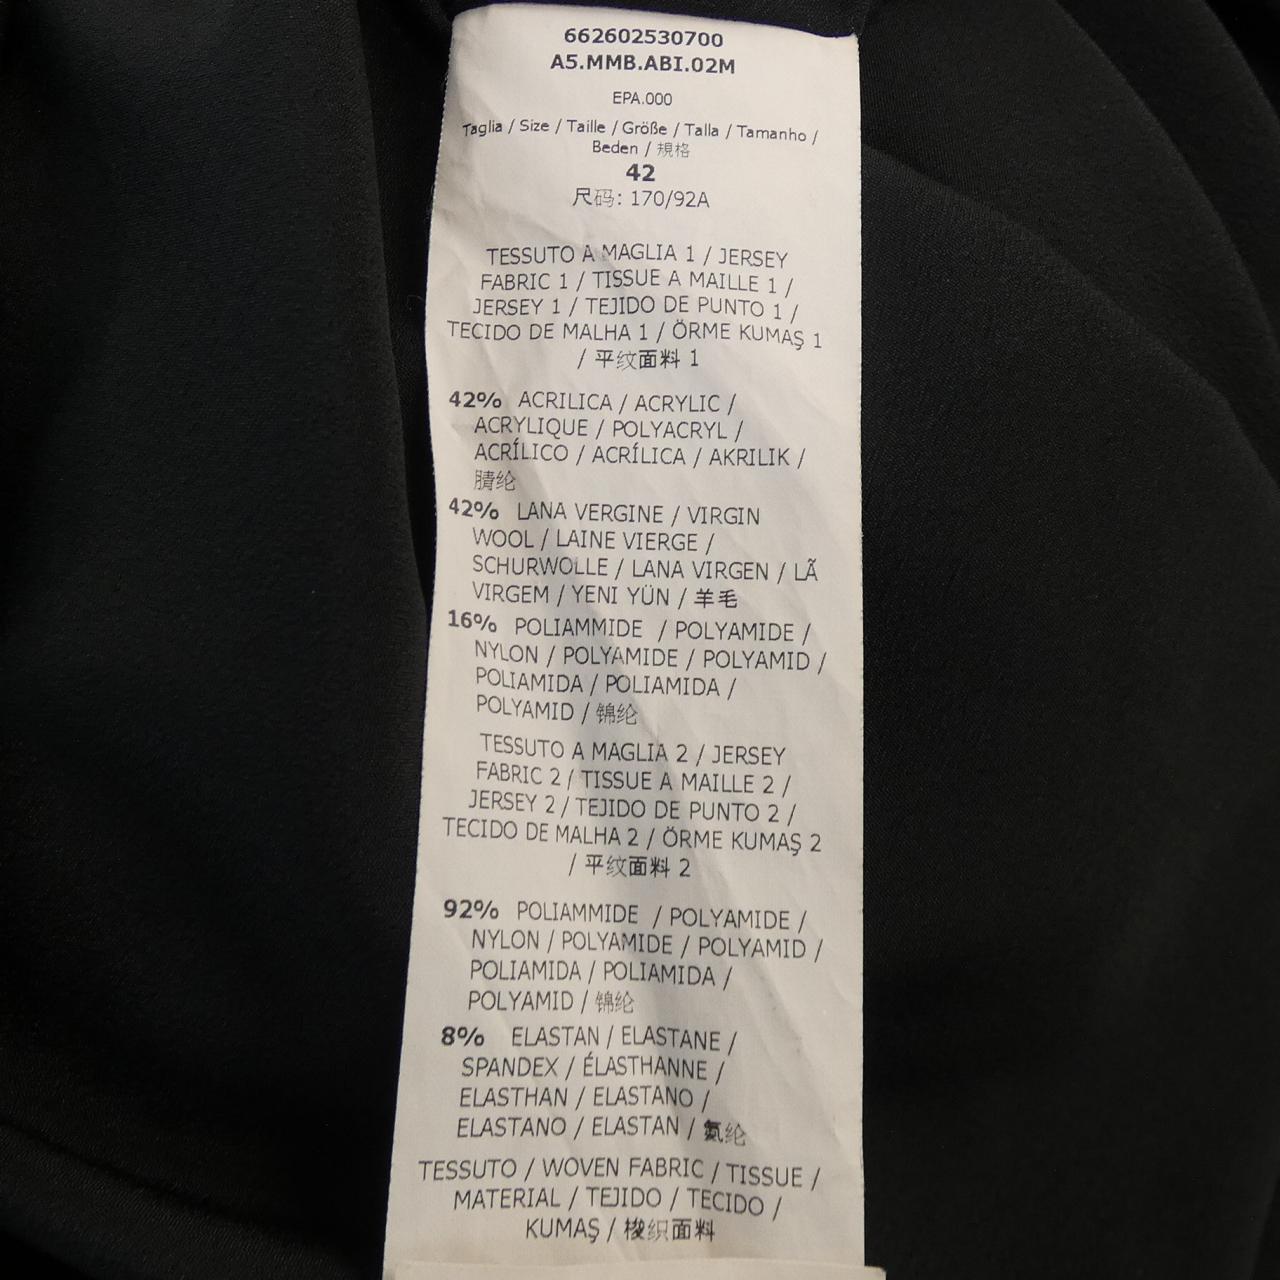 662602530700
A5.MMB.ABI.02M
EPA.000
Taglia / Size / Taille / Größe / Talla / Tamanho /
Beden / 規格
42
尺码: 170/92A
TESSUTO A MAGLIA 1 / JERSEY
FABRIC 1 / TISSUE A MAILLE 1 /
JERSEY 1 / TEJIDO DE PUNTO 1 /
TECIDO DE MALHA 1 / ÖRME KUMAŞ 1
/ 平纹面料 1
42% ACRILICA / ACRYLIC /
ACRYLIQUE / POLYACRYL /
ACRÍLICO / ACRÍLICA / AKRILIK /
腈纶
42% LANA VERGINE / VIRGIN
WOOL / LAINE VIERGE /
SCHURWOLLE / LANA VIRGEN / LÃ
VIRGEM / YENI YÜN / 羊毛
16% POLIAMMIDE / POLYAMIDE /
NYLON / POLYAMIDE / POLYAMID /
POLIAMIDA / POLIAMIDA /
POLYAMID / 锦纶
TESSUTO A MAGLIA 2 / JERSEY
FABRIC 2 / TISSUE A MAILLE 2 /
JERSEY 2 / TEJIDO DE PUNTO 2 /
TECIDO DE MALHA 2 / ÖRME KUMAŞ 2
/ 平纹面料 2
92% POLIAMMIDE / POLYAMIDE /
NYLON / POLYAMIDE / POLYAMID /
POLIAMIDA / POLIAMIDA /
POLYAMID / 锦纶
8% ELASTAN / ELASTANE /
SPANDEX / ÉLASTHANNE /
ELASTHAN / ELASTANO /
ELASTANO / ELASTAN / 氨纶
TESSUTO / WOVEN FABRIC / TISSUE /
MATERIAL / TEJIDO / TECIDO /
KUMAŞ / 梭织面料